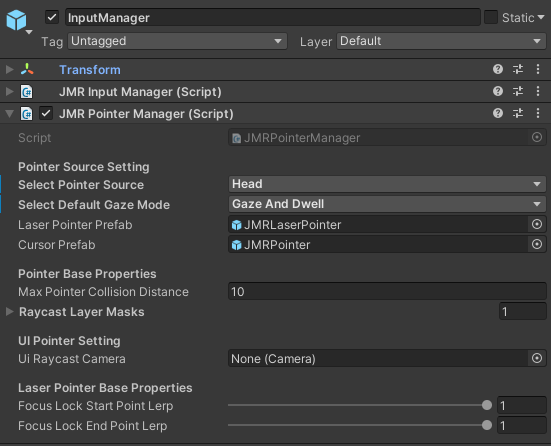 InputManager Static
Tag Untagged Layer Default
Transform
JMR Input Manager (Script)
JMR Pointer Manager (Script)
Script JMRPointerManager
Pointer Source Setting
Select Pointer Source Head
Select Default Gaze Mode Gaze And Dwell
Laser Pointer Prefab JMRLaserPointer
Cursor Prefab JMRPointer
Pointer Base Properties
Max Pointer Collision Distance 10
Raycast Layer Masks 1
UI Pointer Setting
Ui Raycast Camera None (Camera)
Laser Pointer Base Properties
Focus Lock Start Point Lerp 1
Focus Lock End Point Lerp 1